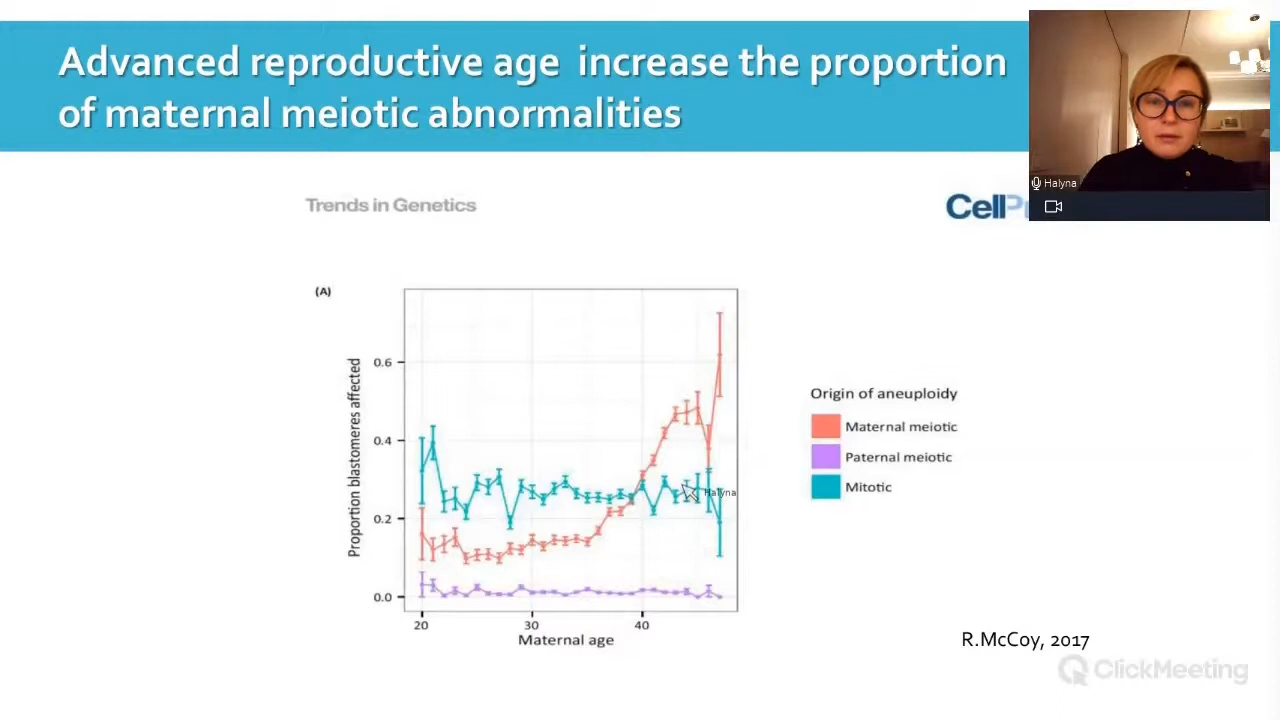 Advanced reproductive age increase the proportion
of maternal meiotic abnormalities
Halyna
Trends in Genetics
Cell
(A)
Proportion blastomeres affected
0.6
0.4
0.2
0.0
20
30
40
Maternal age
Halyna
Origin of aneuploidy
Maternal meiotic
Paternal meiotic
Mitotic
R.McCoy, 2017
ClickMeeting